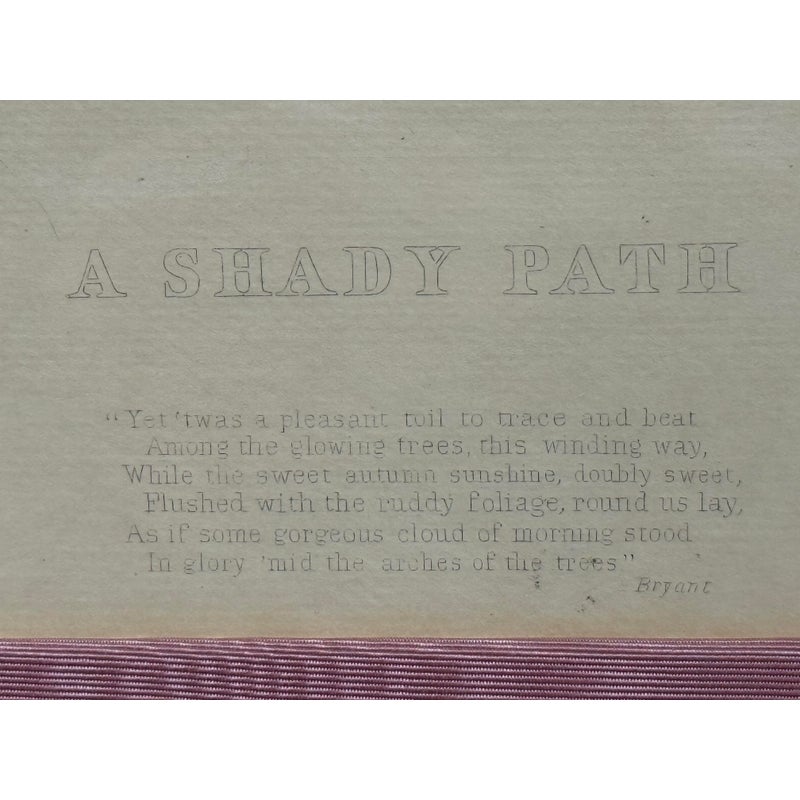 A SHADY PATH
“Yet 'twas a pleasant toil to trace and beat
Among the glowing trees, this winding way,
While the sweet autumn sunshine, doubly sweet,
Flushed with the ruddy foliage, round us lay,
As if some gorgeous cloud of morning stood
In glory 'mid the arches of the trees”
Bryant